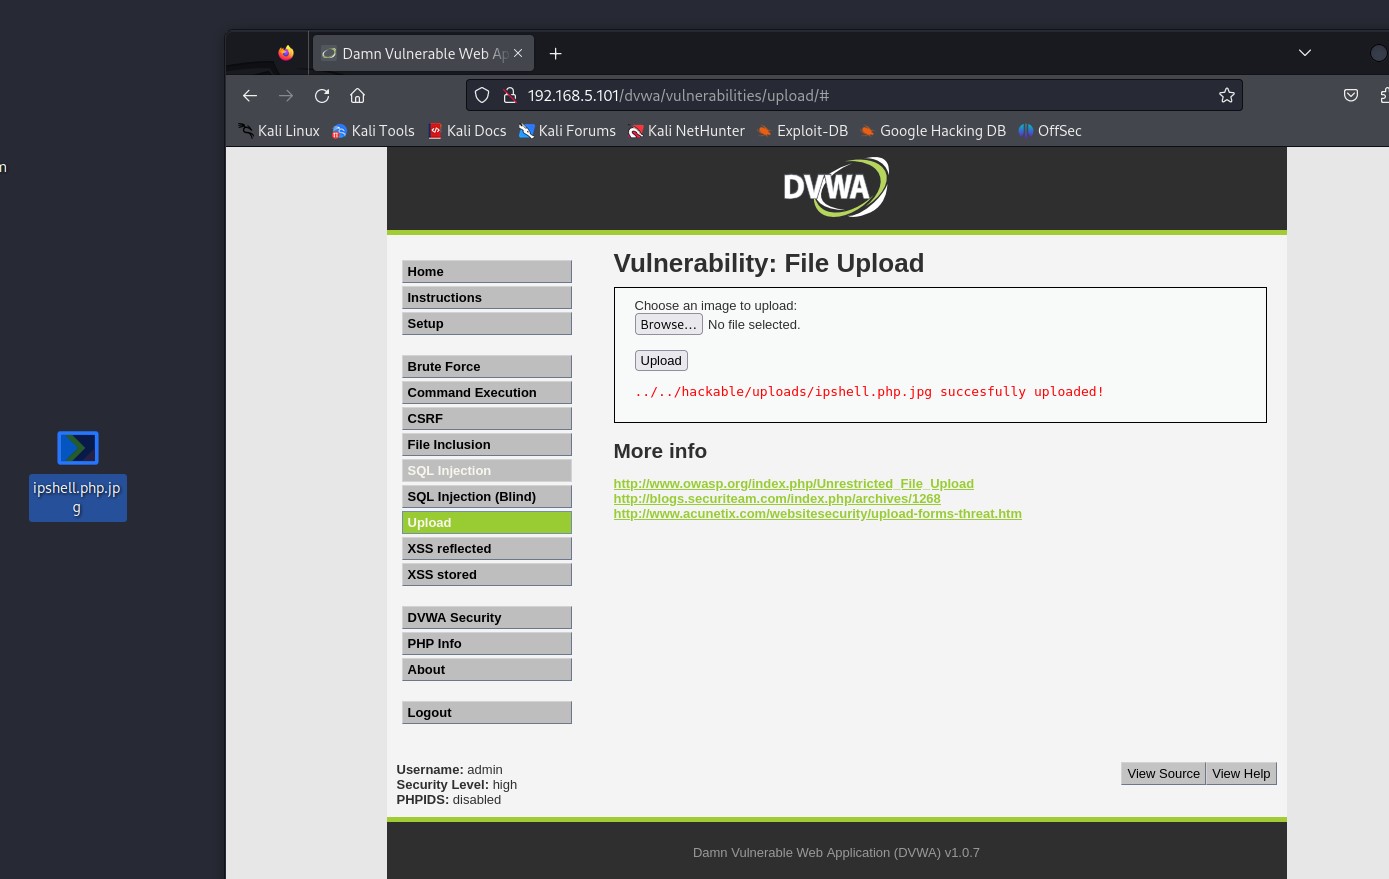 Damn Vulnerable Web Ap
192.168.5.101/dvwa/vulnerabilities/upload/#
Kali Linux Kali Tools Kali Docs Kali Forums Kali NetHunter Exploit-DB Google Hacking DB OffSec
DVWA
Home
Instructions
Setup
Brute Force
Command Execution
CSRF
File Inclusion
SQL Injection
SQL Injection (Blind)
Upload
XSS reflected
XSS stored
DVWA Security
PHP Info
About
Logout
Vulnerability: File Upload
Choose an image to upload:
Browse... No file selected.
Upload
../../hackable/uploads/ipshell.php.jpg succesfully uploaded!
More info
http://www.owasp.org/index.php/Unrestricted_File_Upload
http://blogs.securiteam.com/index.php/archives/1268
http://www.acunetix.com/websitesecurity/upload-forms-threat.htm
Username: admin
Security Level: high
PHPIDS: disabled
View Source View Help
Damn Vulnerable Web Application (DVWA) v1.0.7
ipshell.php.jp
g